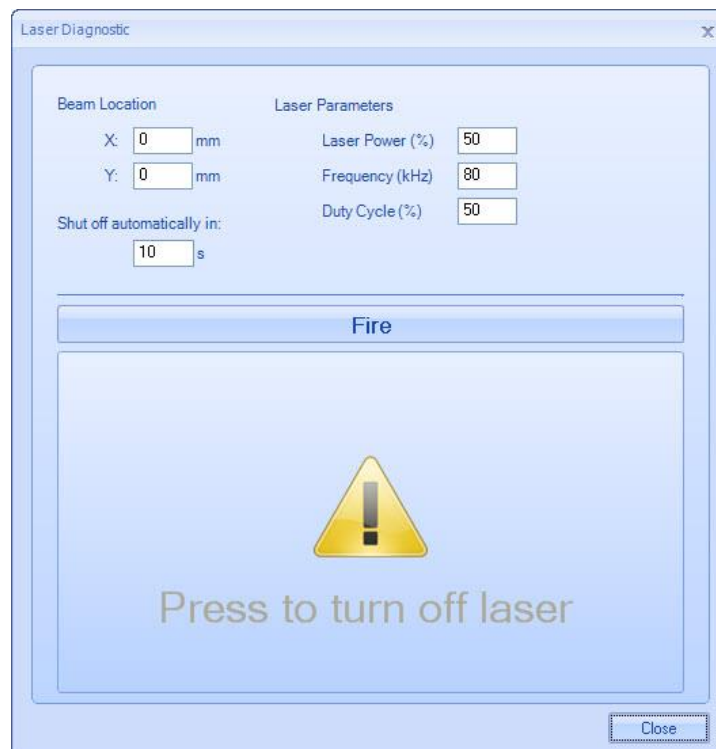 Laser Diagnostic
x
Beam Location
X: 0 mm
Y: 0 mm
Shut off automatically in:
10 s
Laser Parameters
Laser Power (%) 50
Frequency (kHz) 80
Duty Cycle (%) 50
Fire
Press to turn off laser
Close